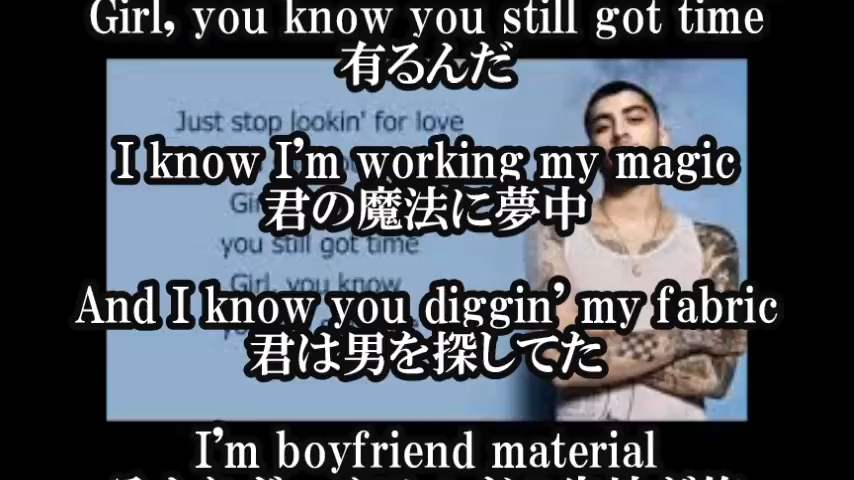 Girl, you know you still got time
有るんだ
Just stop lookin' for love
I know I'm working my magic
君の魔法に夢中
you still got time
Girl, you know
And I know you diggin' my fabric
君は男を探してた
I'm boyfriend material